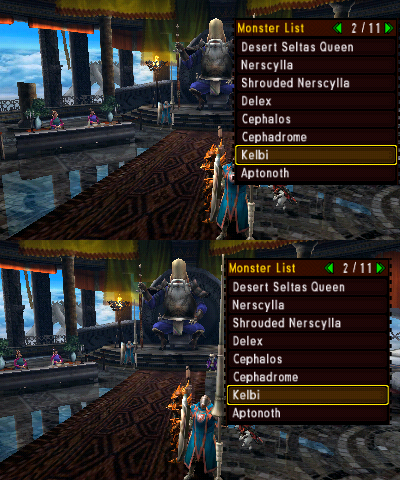 Monster List 2 / 11
Desert Seltas Queen
Nerscylla
Shrouded Nerscylla
Delex
Cephalos
Cephadrome
Kelbi
Aptonoth
Monster List 2 / 11
Desert Seltas Queen
Nerscylla
Shrouded Nerscylla
Delex
Cephalos
Cephadrome
Kelbi
Aptonoth